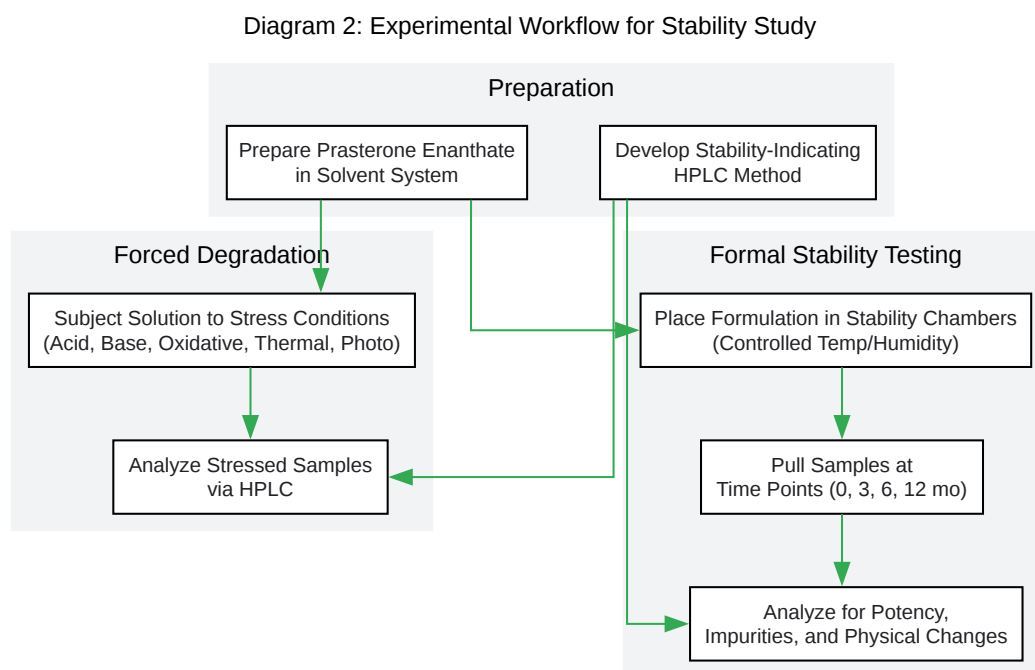 Diagram 2: Experimental Workflow for Stability Study
Preparation
Prepare Prasterone Enanthate
in Solvent System
Develop Stability-Indicating
HPLC Method
Forced Degradation
Subject Solution to Stress Conditions
(Acid, Base, Oxidative, Thermal, Photo)
Analyze Stressed Samples
via HPLC
Formal Stability Testing
Place Formulation in Stability Chambers
(Controlled Temp/Humidity)
Pull Samples at
Time Points (0, 3, 6, 12 mo)
Analyze for Potency,
Impurities, and Physical Changes